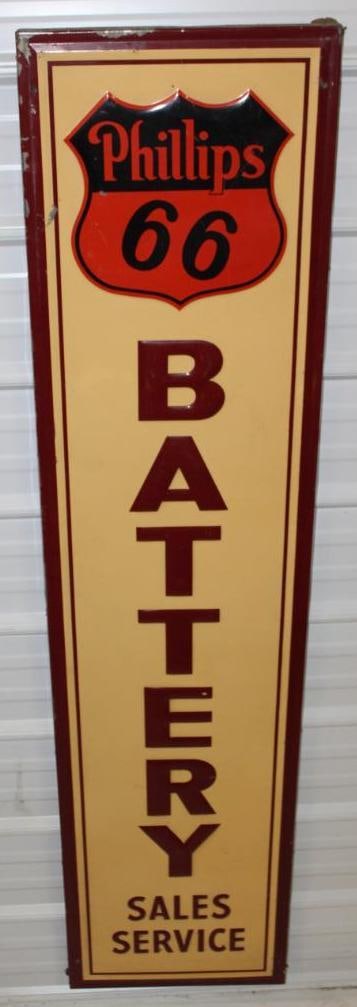 Phillips
66
BATTERY
SALES
SERVICE